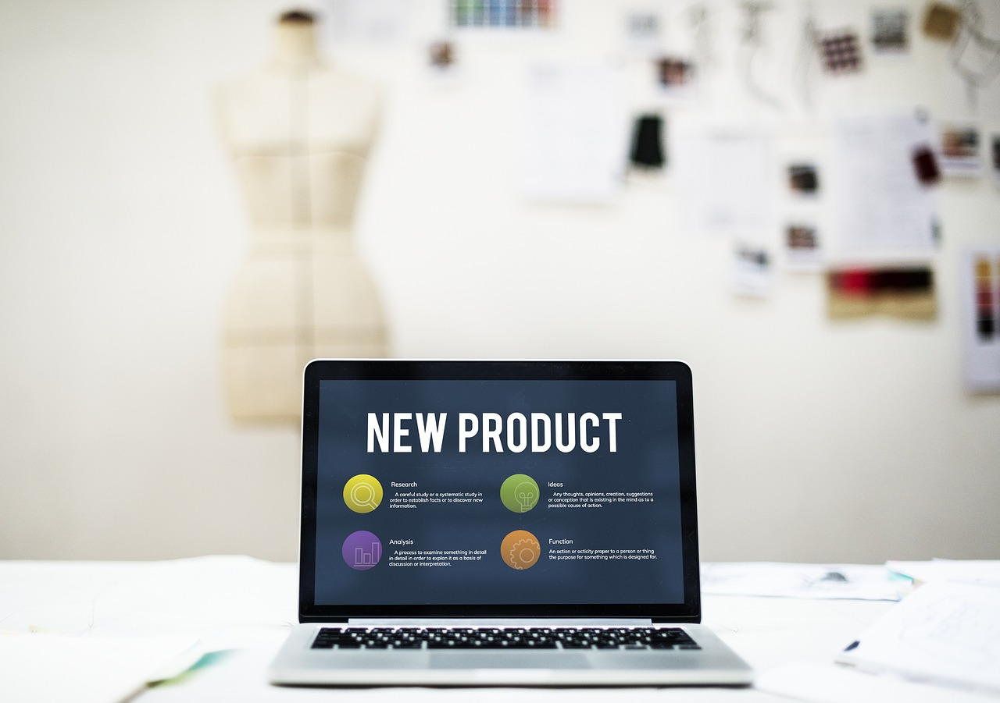 NEW PRODUCT
Research
A careful study or a systematic study in
order to establish facts or to discover new
information.
Ideas
Any thoughts, opinions, creation, suggestions
or conception that is existing in the mind as to a
possible cause of action.
Analysis
A process to examine something in detail
in detail in order to explan it as a basis of
discussion or interpretation.
Function
An action or acticity proper to a person or thing
the purpose for something which is designed for.